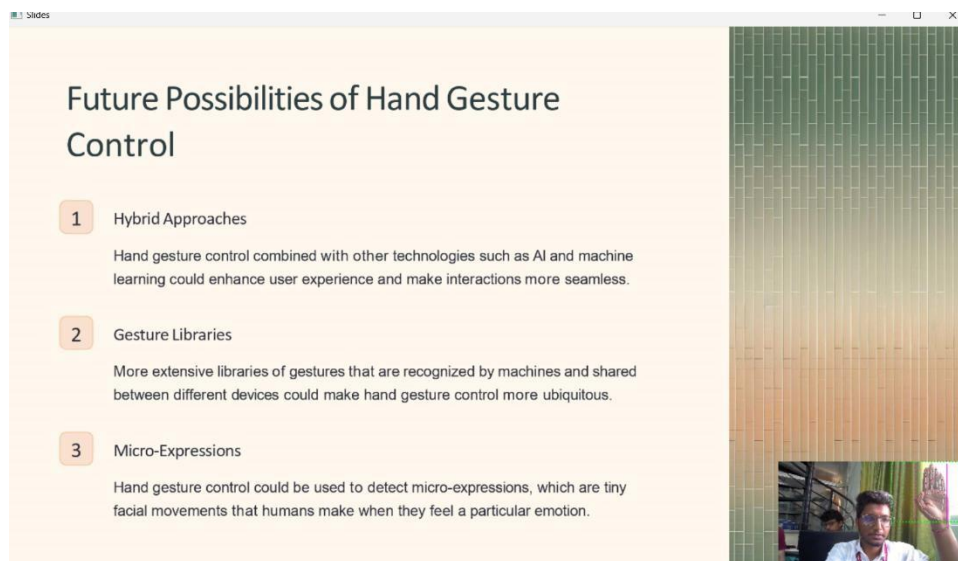 Slides
Future Possibilities of Hand Gesture
Control
1
Hybrid Approaches
Hand gesture control combined with other technologies such as AI and machine
learning could enhance user experience and make interactions more seamless.
2
Gesture Libraries
More extensive libraries of gestures that are recognized by machines and shared
between different devices could make hand gesture control more ubiquitous.
3
Micro-Expressions
Hand gesture control could be used to detect micro-expressions, which are tiny
facial movements that humans make when they feel a particular emotion.